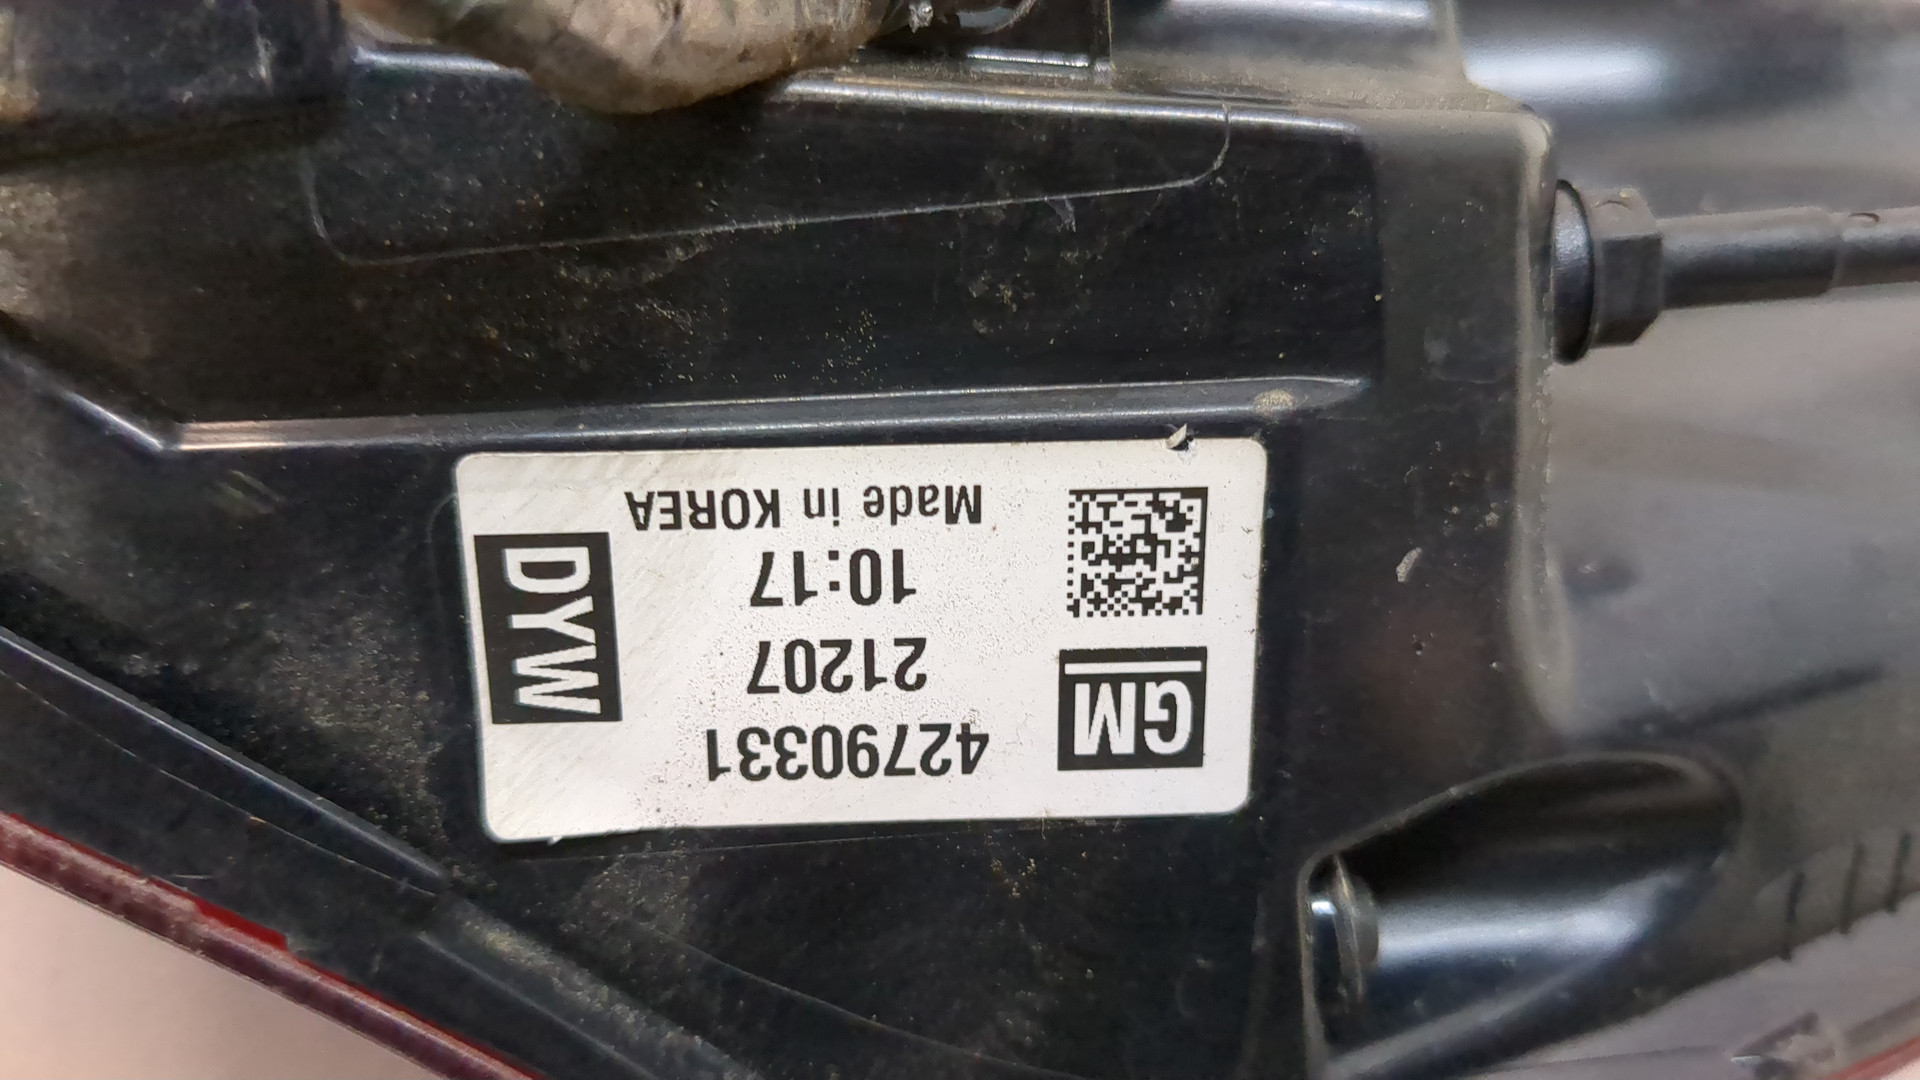 GM
42790331
21207
10:17
Made in KOREA
DYW